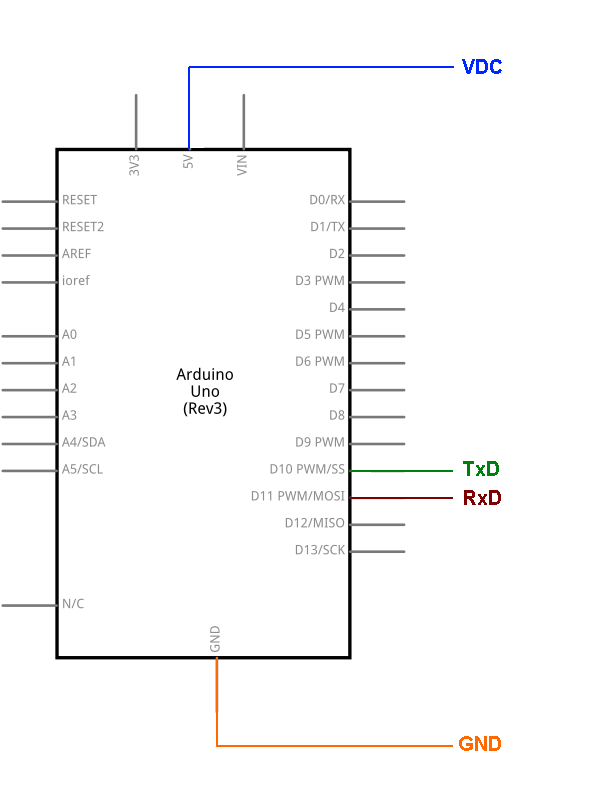 VDC
3V3
5V
VIN
RESET
D0/RX
RESET2
D1/TX
AREF
D2
ioref
D3 PWM
D4
A0
D5 PWM
A1
D6 PWM
Arduino
Uno
(Rev3)
A2
D7
A3
D8
A4/SDA
D9 PWM
A5/SCL
D10 PWM/SS
TxD
D11 PWM/MOSI
RxD
D12/MISO
D13/SCK
N/C
GND
GND